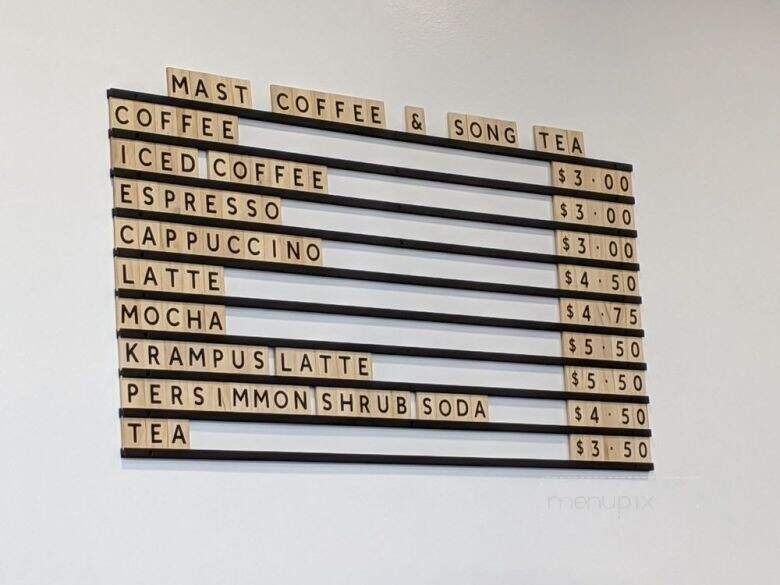 MAST COFFEE & SONG TEA
COFFEE $3.00
ICED COFFEE $3.00
ESPRESSO $3.00
CAPPUCCINO $4.50
LATTE $4.75
MOCHA $5.50
KRAMPUS LATTE $5.50
PERSIMMON SHRUB SODA $4.50
TEA $3.50
menupix